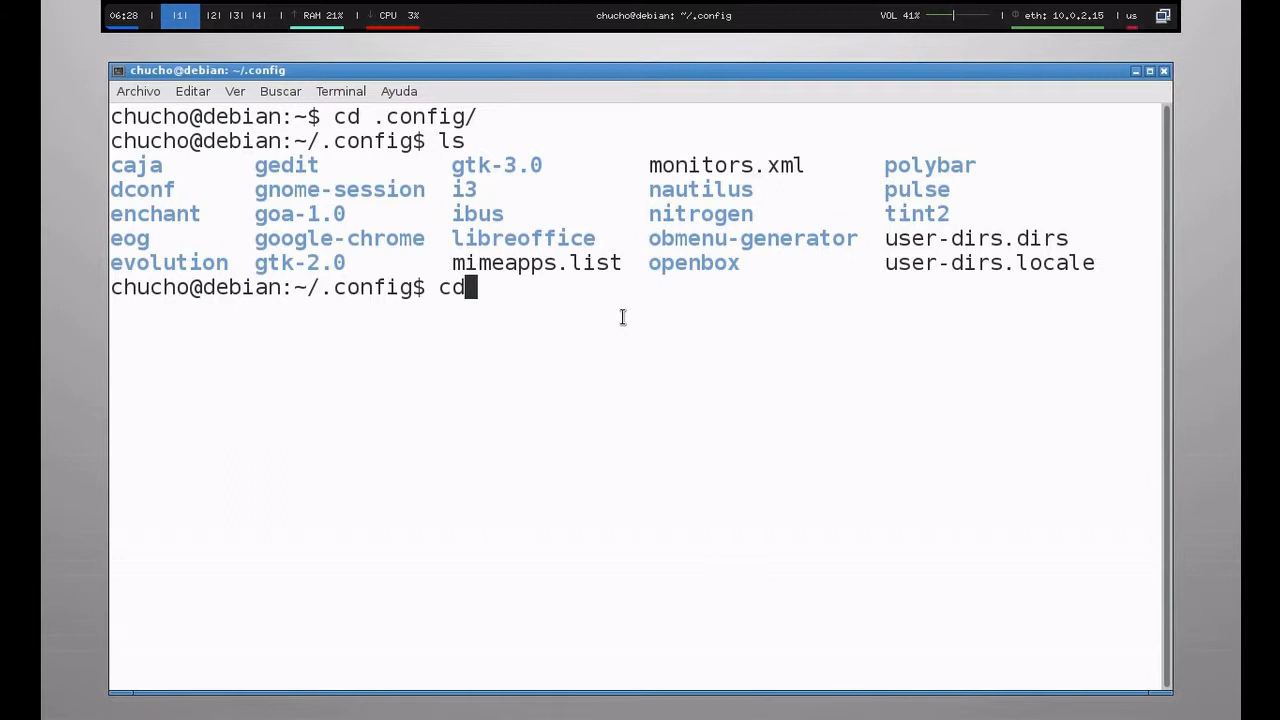 06:28 | |1| |2| |3| |4| | RAM 21% CPU 3% chucho@debian: ~/.config VOL 41% | eth: 10.0.2.15 | us
chucho@debian: ~/.config
Archivo Editar Ver Buscar Terminal Ayuda
chucho@debian:~$ cd .config/
chucho@debian:~/.config$ ls
caja gedit gtk-3.0 monitors.xml polybar
dconf gnome-session i3 nautilus pulse
enchant goa-1.0 ibus nitrogen tint2
eog google-chrome libreoffice obmenu-generator user-dirs.dirs
evolution gtk-2.0 mimeapps.list openbox user-dirs.locale
chucho@debian:~/.config$ cd